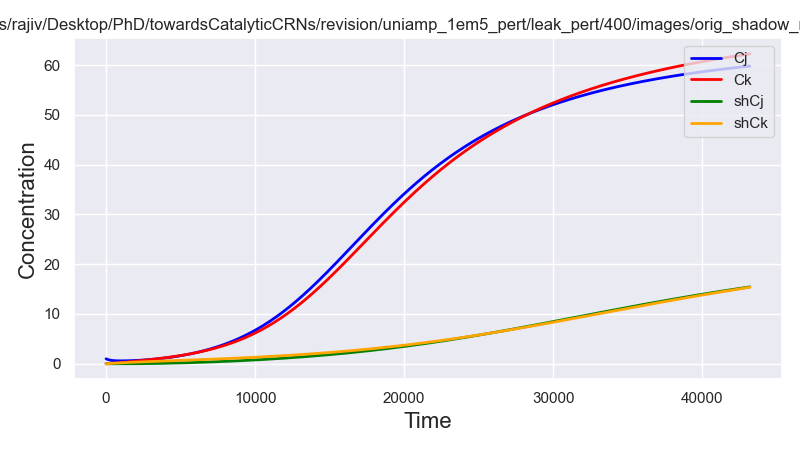 s/rajiv/Desktop/PhD/towardsCatalyticCRNs/revision/uniamp_1em5_pert/leak_pert/400/images/orig_shadow_
Concentration
60
50
40
30
20
10
0
0 10000 20000 30000 40000
Time
Cj
Ck
shCj
shCk